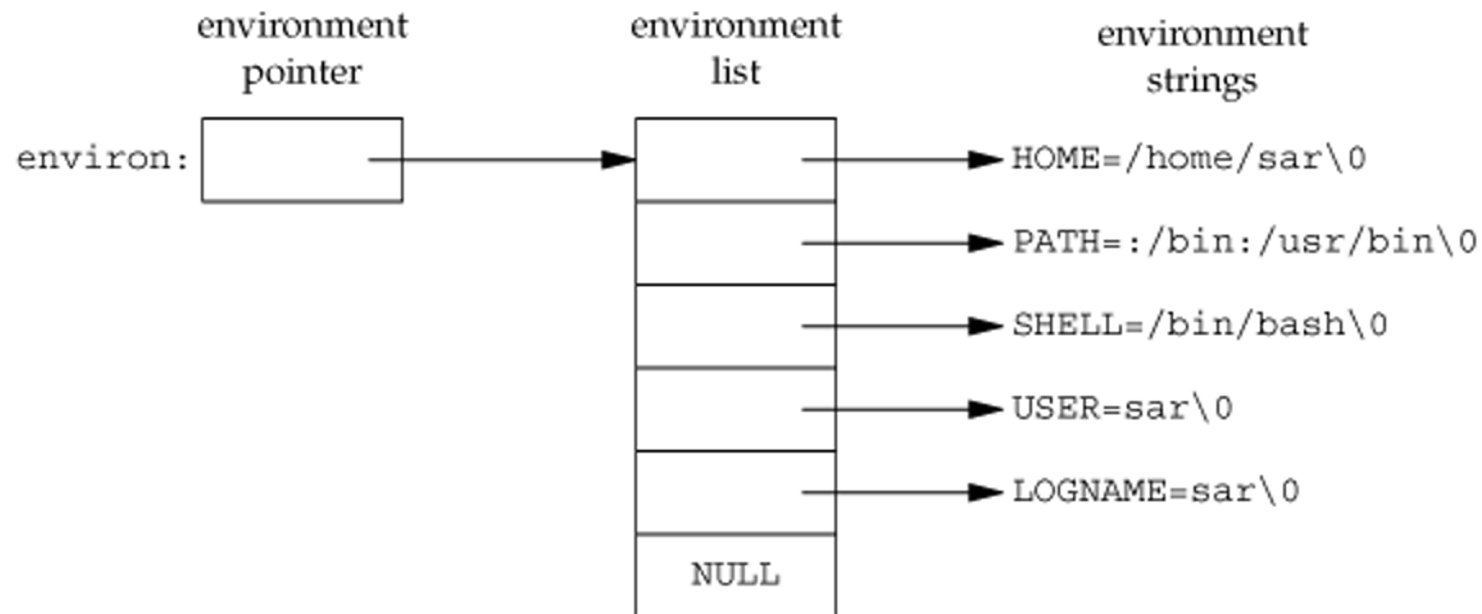 environment
pointer
environment
list
environment
strings
environ:
HOME=/home/sar\0
PATH=:/bin:/usr/bin\0
SHELL=/bin/bash\0
USER=sar\0
LOGNAME=sar\0
NULL